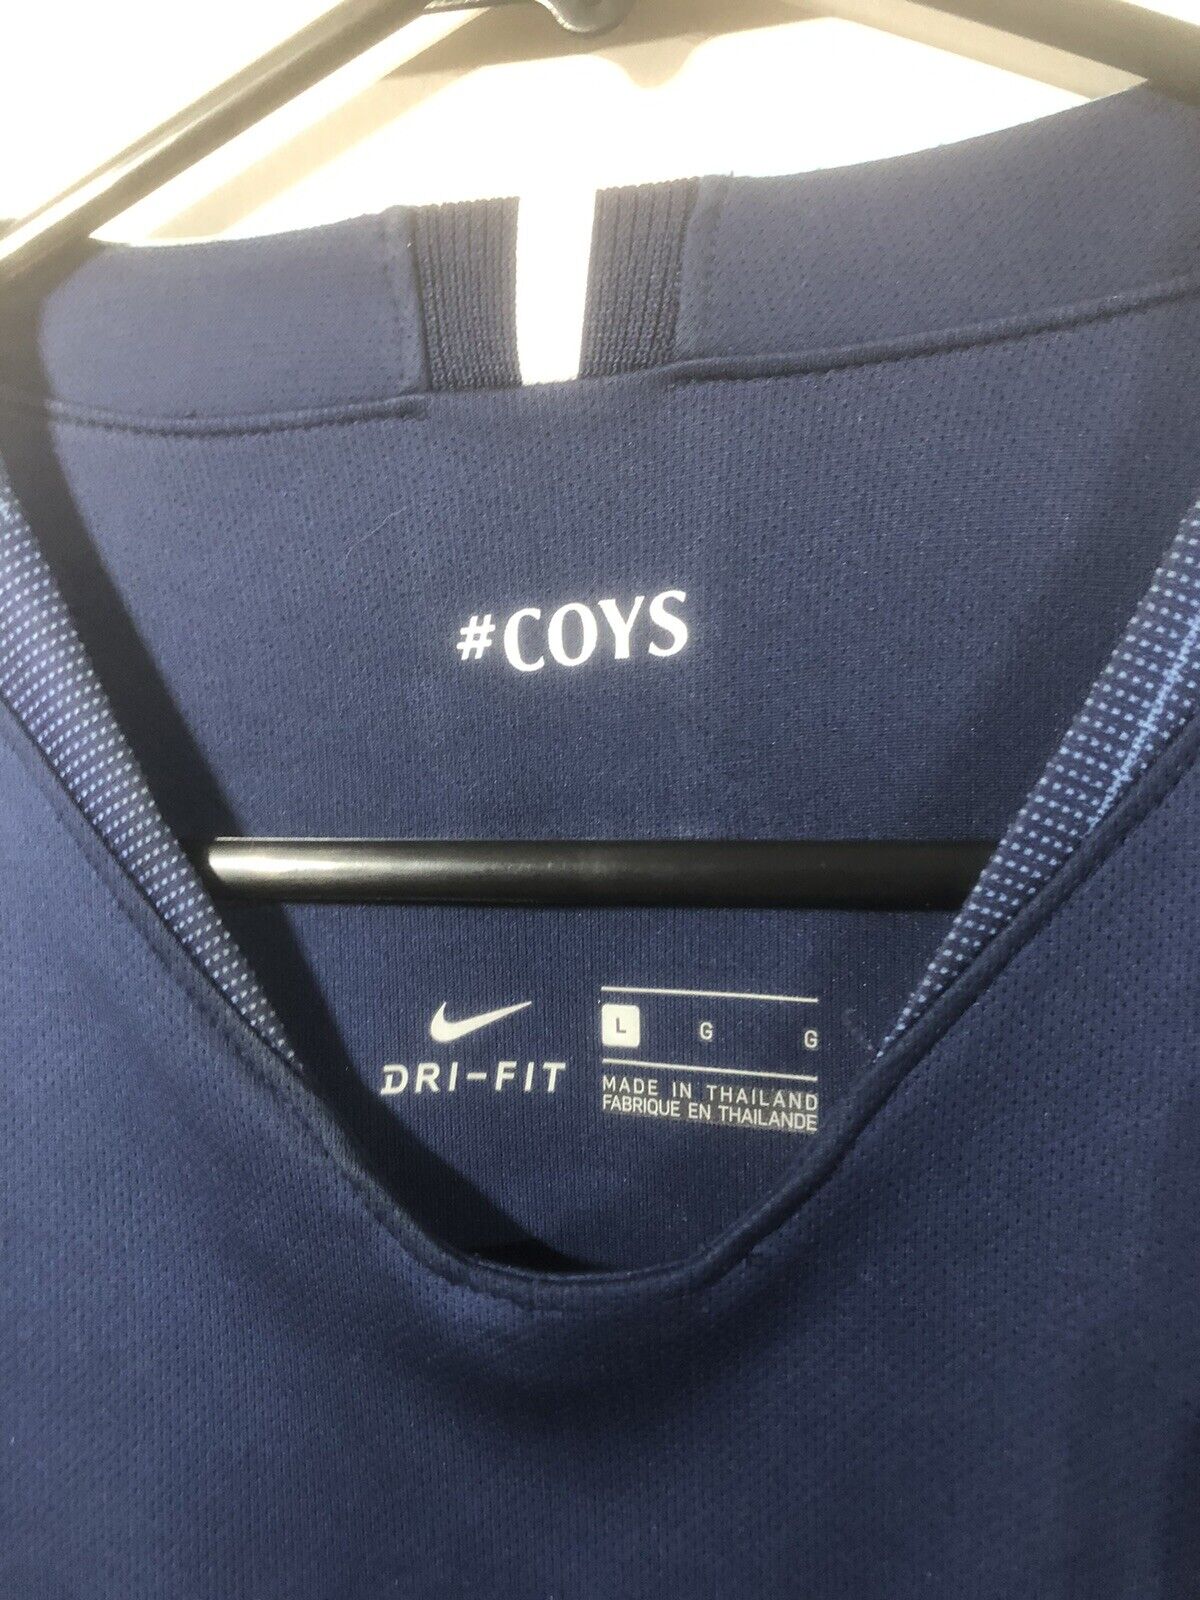 #COYS
DRI-FIT
L G G
MADE IN THAILAND
FABRIQUE EN THAILANDE